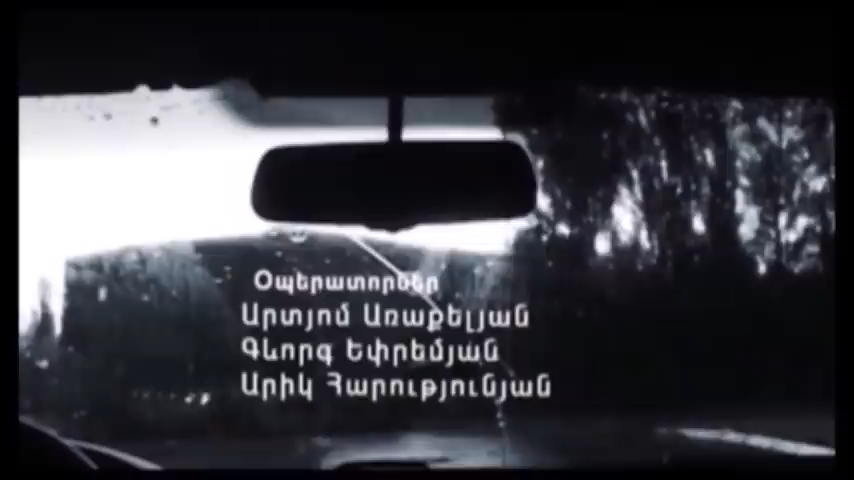 Օպերատորներ
Արտյոմ Առաքելյան
Գևորգ Եփրեմյան
Արիկ Հարությունյան